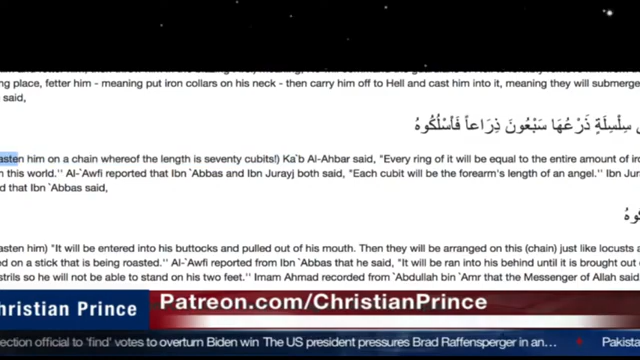 ng place, fetter him - meaning put iron collars on his neck - then carry him off to Hell and cast him into it, meaning they will submerge
said,
سِلْسِلَةٍ ذَرْعُهَا سَبْعُونَ ذِرَاعاً فَاْسْلُكُوهُ
asten him on a chain whereof the length is seventy cubits!) Ka`b Al-Ahbar said, "Every ring of it will be equal to the entire amount of iro
n this world.'' Al-`Awfi reported that Ibn `Abbas and Ibn Jurayj both said, "Each cubit will be the forearm's length of an angel.'' Ibn Jura
d that Ibn `Abbas said,
asten him) "It will be entered into his buttocks and pulled out of his mouth. Then they will be arranged on this (chain) just like locusts a
ed on a stick that is being roasted.'' Al-`Awfi reported from Ibn `Abbas that he said, "It will be ran into his behind until it is brought out
strils so he will not be able to stand on his two feet.'' Imam Ahmad recorded from `Abdullah bin `Amr that the Messenger of Allah said
Christian Prince
Patreon.com/ChristianPrince
ection official to 'find' votes to overturn Biden win The US president pressures Brad Raffensperger in an... Pakista